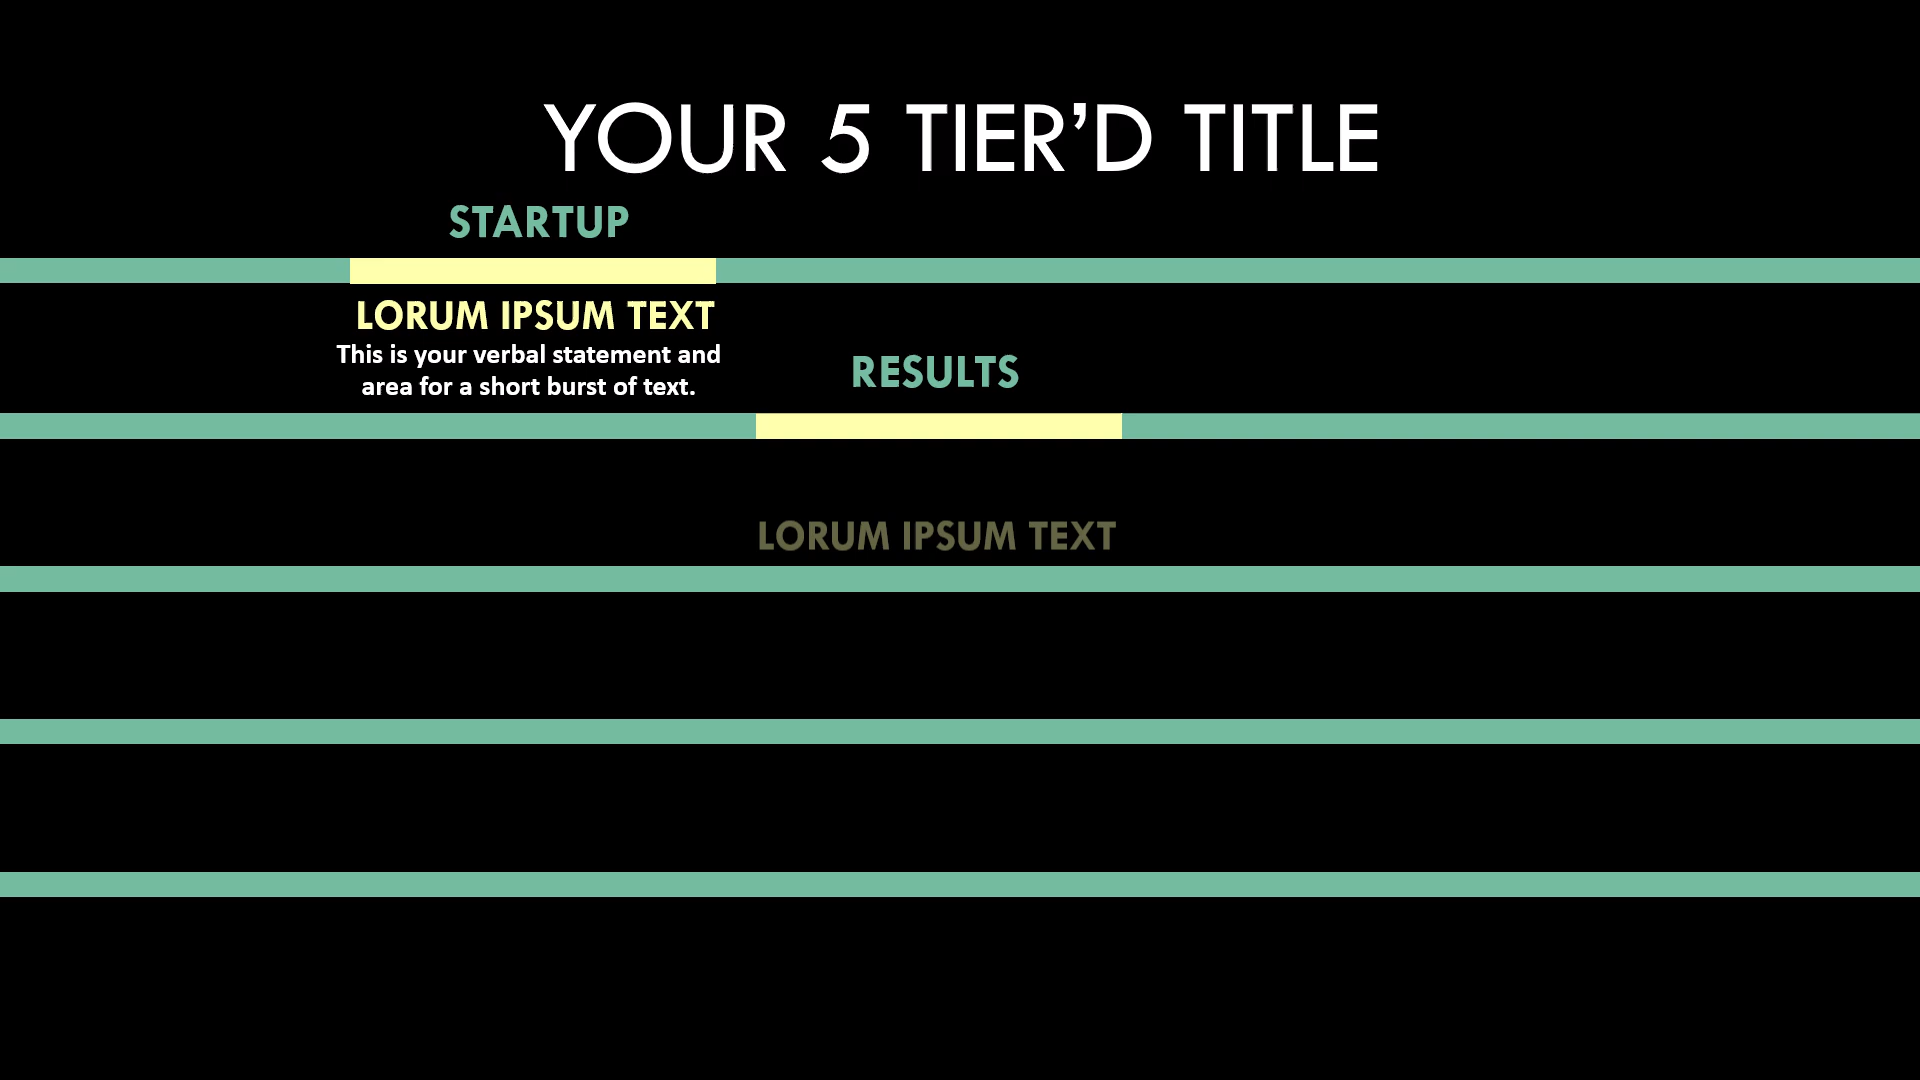 YOUR 5 TIER’D TITLE
STARTUP
LORUM IPSUM TEXT
This is your verbal statement and
area for a short burst of text.
RESULTS
LORUM IPSUM TEXT